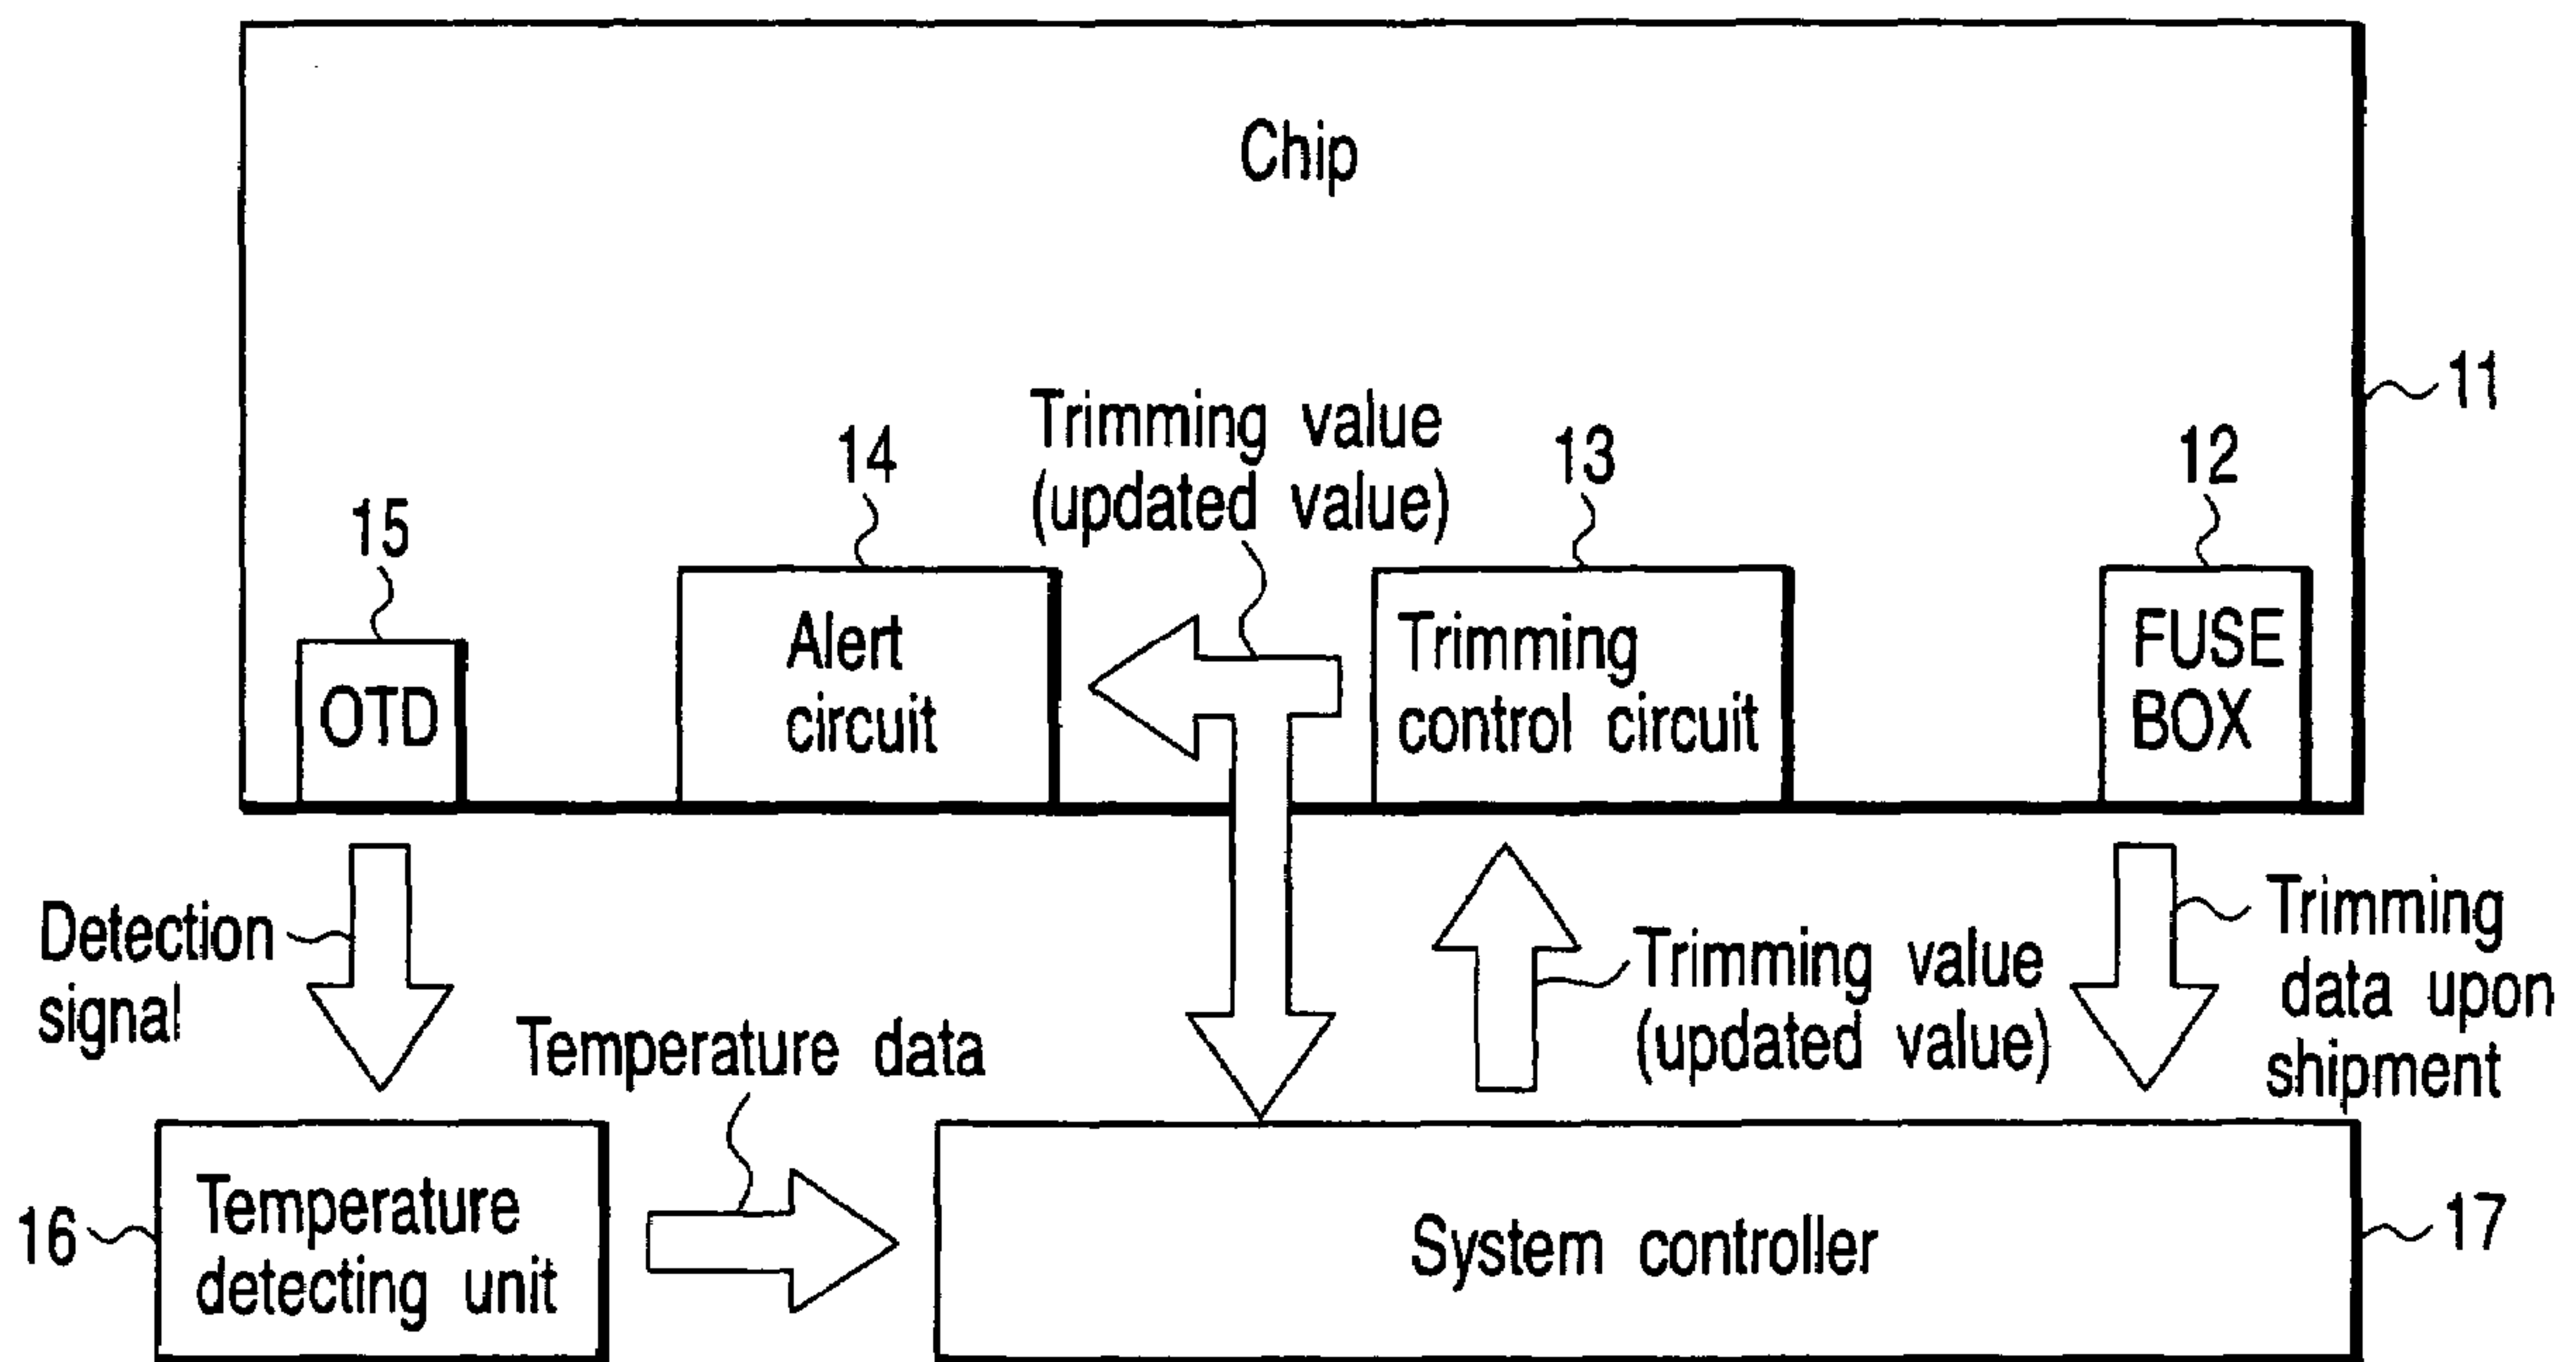 Chip
11
Trimming value
(updated value)
14
13
12
15
Alert
circuit
Trimming
control circuit
FUSE
BOX
OTD
Detection
signal
Temperature data
Trimming value
(updated value)
Trimming
data upon
shipment
16
Temperature
detecting unit
System controller
17